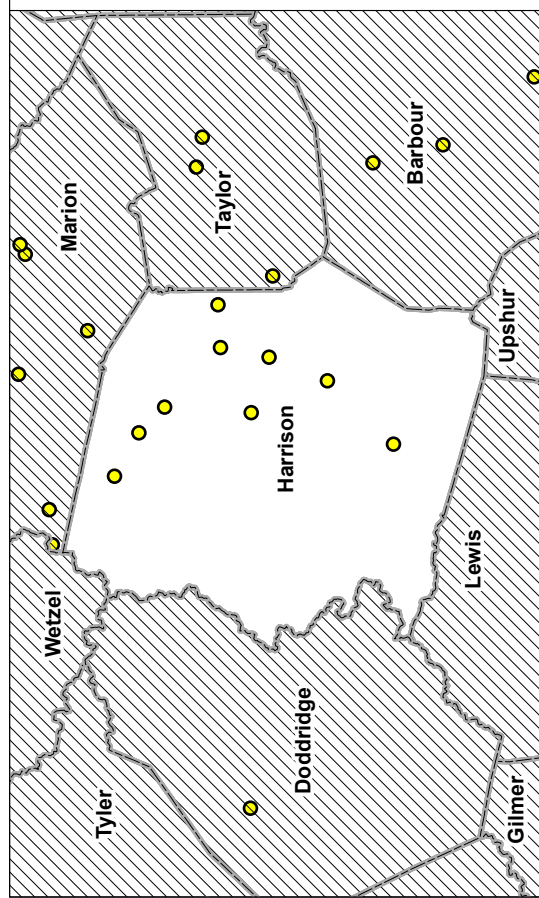 Wetzel
Marion
Tyler
Taylor
Doddridge
Harrison
Barbour
Lewis
Gilmer
Upshur